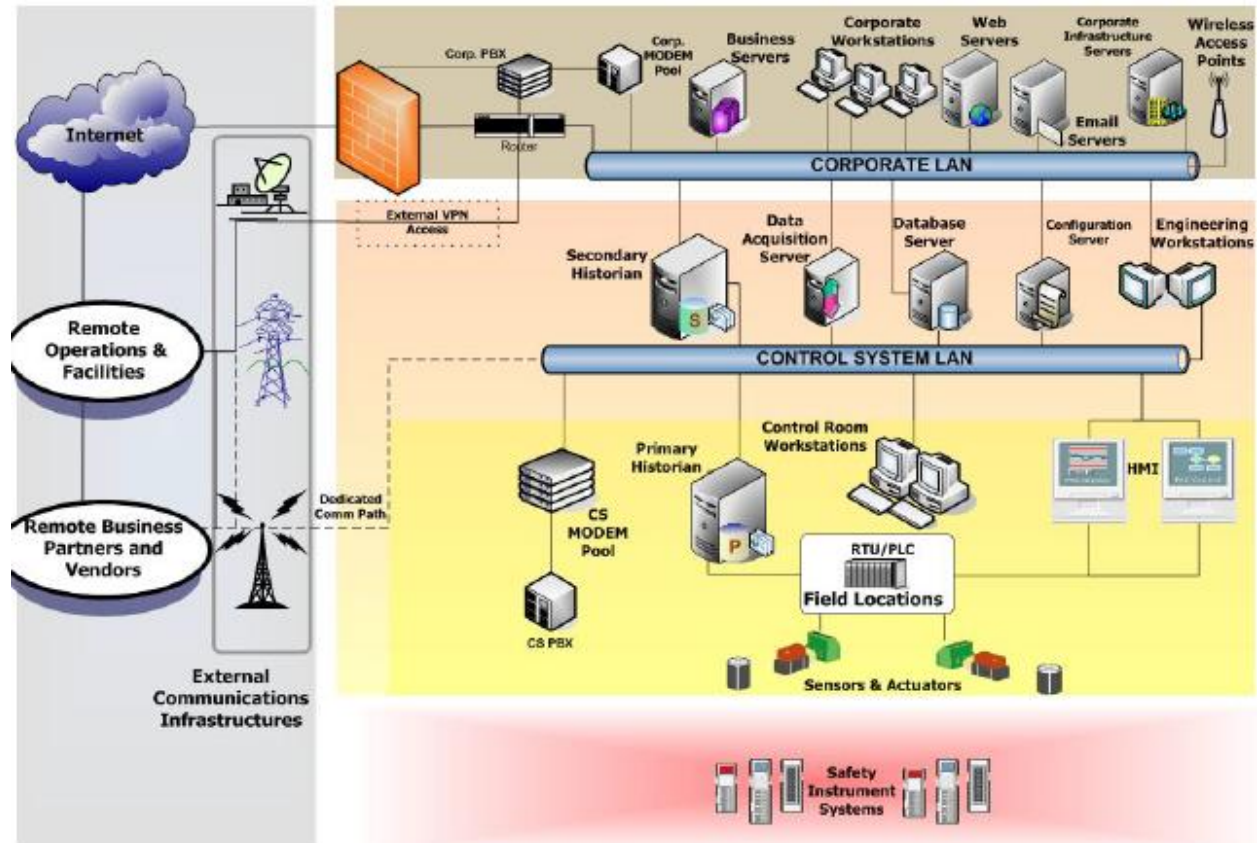 Internet
External
Communications
Infrastructures
Remote
Operations &
Facilities
Remote Business
Partners and
Vendors
Corp. PBX
Corp.
MODEM
Pool
Business
Servers
Corporate
Workstations
Web
Servers
Corporate
Infrastructure
Servers
Wireless
Access
Points
Email
Servers
Router
CORPORATE LAN
External VPN
Access
Secondary
Historian
S
Data
Acquisition
Server
Database
Server
Configuration
Server
Engineering
Workstations
CONTROL SYSTEM LAN
Dedicated
Comm Path
CS
MODEM
Pool
CS PBX
Primary
Historian
P
Control Room
Workstations
HMI
RTU/PLC
Field Locations
Sensors & Actuators
Safety
Instrument
Systems